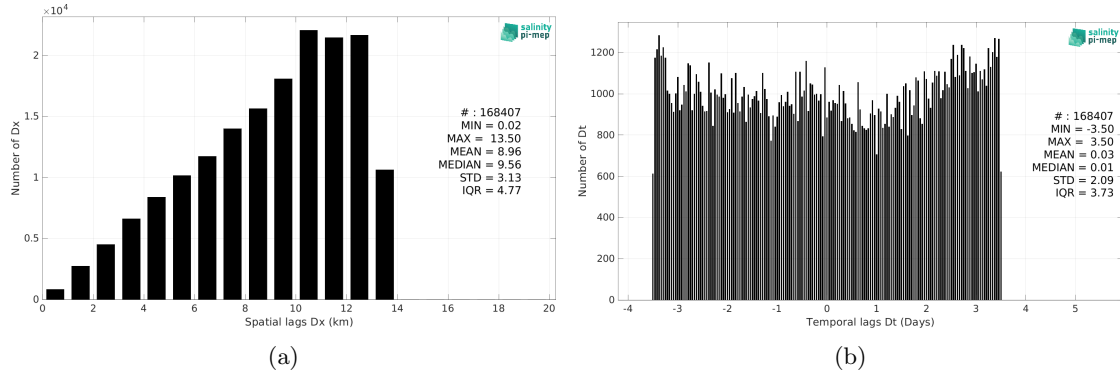 ×10⁴
salinity
pi-mep
2
1.5
1
0.5
0
Number of Dx
# : 168407
MIN = 0.02
MAX = 13.50
MEAN = 8.96
MEDIAN = 9.56
STD = 3.13
IQR = 4.77
0 2 4 6 8 10 12 14 16 18 20
Spatial lags Dx (km)
(a)
salinity
pi-mep
1200
1000
800
600
400
200
0
Number of Dt
# : 168407
MIN = -3.50
MAX = 3.50
MEAN = 0.03
MEDIAN = 0.01
STD = 2.09
IQR = 3.73
-4 -3 -2 -1 0 1 2 3 4 5
Temporal lags Dt (Days)
(b)